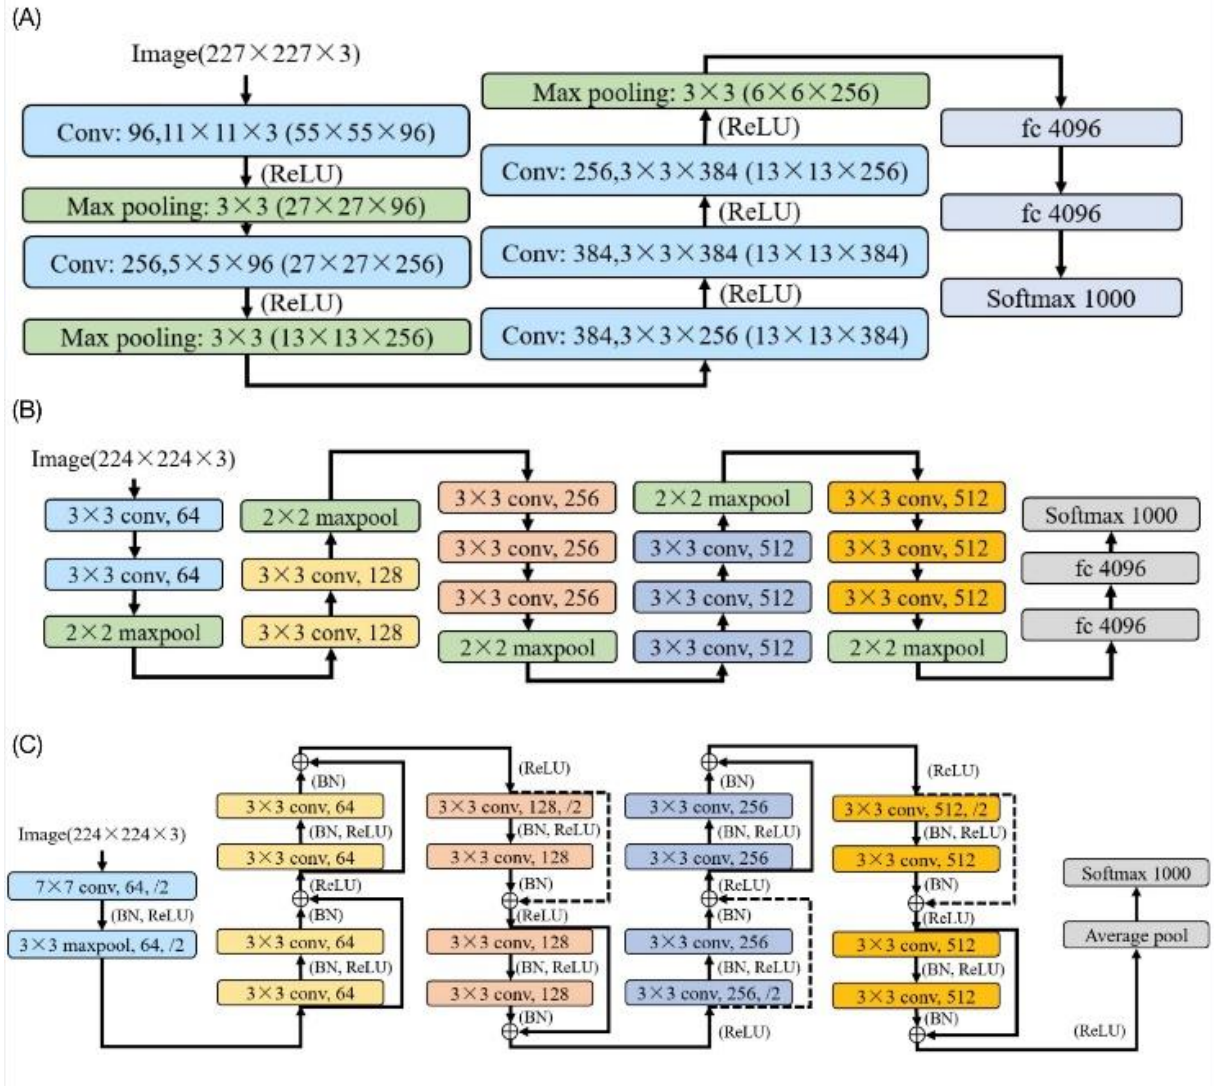 (A)
Image(227×227×3)
Conv: 96,11×11×3 (55×55×96)
(ReLU)
Max pooling: 3×3 (27×27×96)
Conv: 256,5×5×96 (27×27×256)
(ReLU)
Max pooling: 3×3 (13×13×256)
Conv: 384,3×3×256 (13×13×384)
(ReLU)
Conv: 384,3×3×384 (13×13×384)
(ReLU)
Conv: 256,3×3×384 (13×13×256)
(ReLU)
Max pooling: 3×3 (6×6×256)
fc 4096
fc 4096
Softmax 1000
(B)
Image(224×224×3)
3×3 conv, 64
3×3 conv, 64
2×2 maxpool
3×3 conv, 128
3×3 conv, 128
2×2 maxpool
3×3 conv, 256
3×3 conv, 256
3×3 conv, 256
2×2 maxpool
3×3 conv, 512
3×3 conv, 512
3×3 conv, 512
2×2 maxpool
3×3 conv, 512
3×3 conv, 512
3×3 conv, 512
2×2 maxpool
fc 4096
fc 4096
Softmax 1000
(C)
Image(224×224×3)
7×7 conv, 64, /2
(BN, ReLU)
3×3 maxpool, 64, /2
3×3 conv, 64
(BN, ReLU)
3×3 conv, 64
(BN)
(ReLU)
3×3 conv, 64
(BN, ReLU)
3×3 conv, 64
(BN)
(ReLU)
3×3 conv, 128, /2
(BN, ReLU)
3×3 conv, 128
(BN)
(ReLU)
3×3 conv, 128
(BN, ReLU)
3×3 conv, 128
(BN)
(ReLU)
3×3 conv, 256, /2
(BN, ReLU)
3×3 conv, 256
(BN)
(ReLU)
3×3 conv, 256
(BN, ReLU)
3×3 conv, 256
(BN)
(ReLU)
3×3 conv, 512, /2
(BN, ReLU)
3×3 conv, 512
(BN)
(ReLU)
3×3 conv, 512
(BN, ReLU)
3×3 conv, 512
(BN)
(ReLU)
Average pool
Softmax 1000